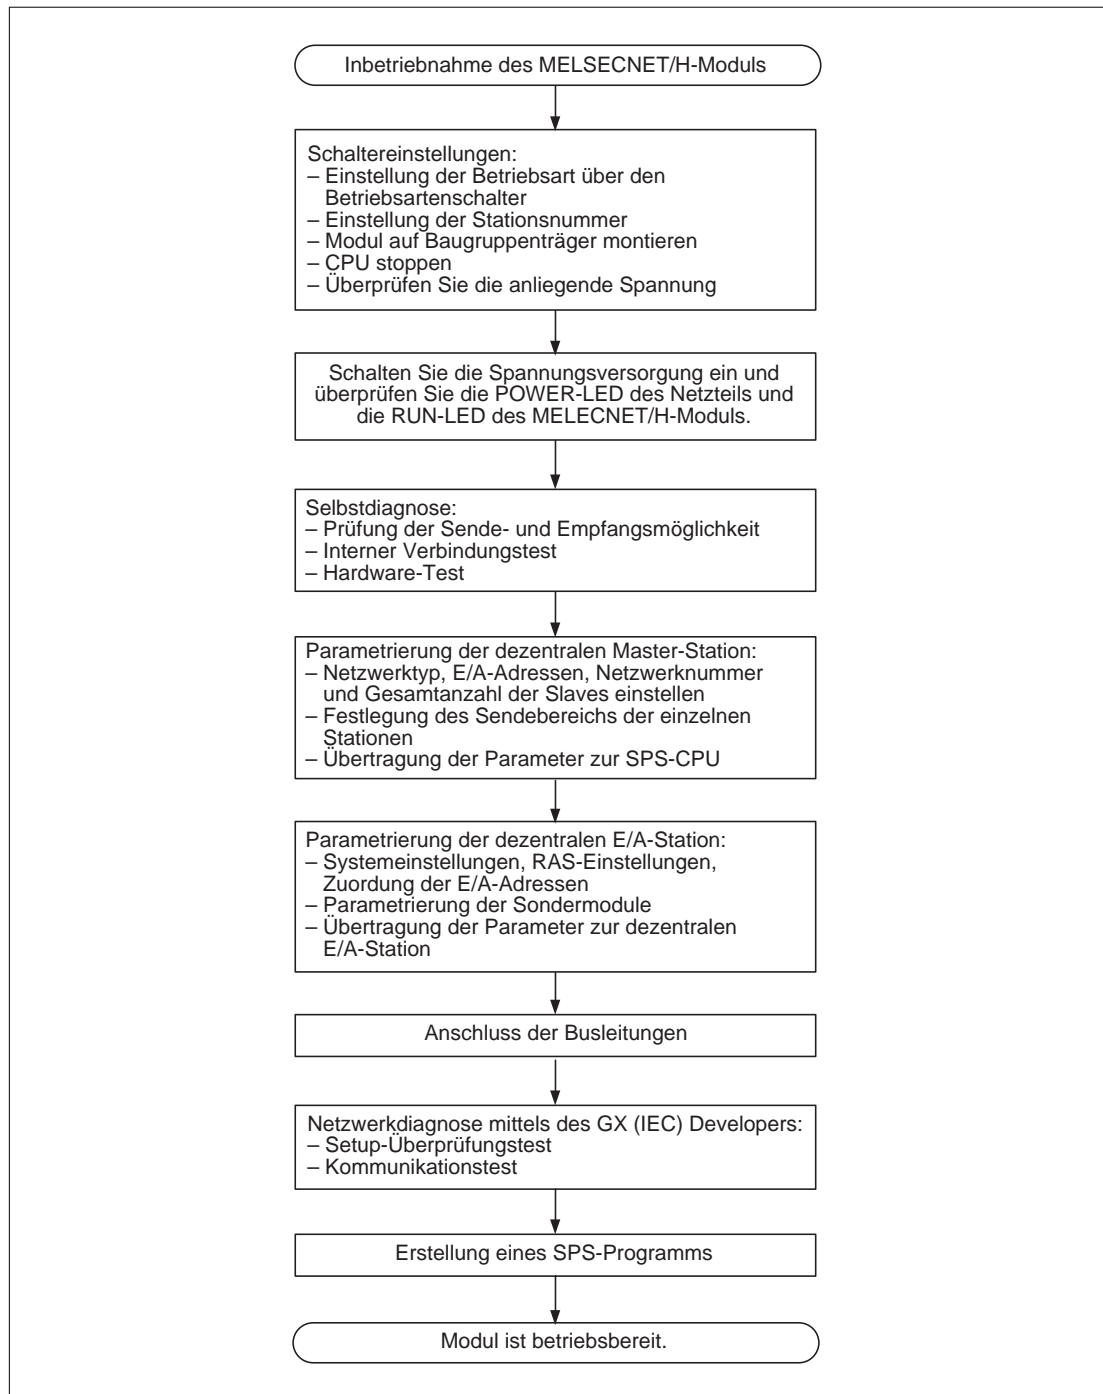 Inbetriebnahme des MELSECNET/H-Moduls
Schaltereinstellungen:
– Einstellung der Betriebsart über den
Betriebsartenschalter
– Einstellung der Stationsnummer
– Modul auf Baugruppenträger montieren
– CPU stoppen
– Überprüfen Sie die anliegende Spannung
Schalten Sie die Spannungsversorgung ein und
überprüfen Sie die POWER-LED des Netzteils und
die RUN-LED des MELECNET/H-Moduls.
Selbstdiagnose:
– Prüfung der Sende- und Empfangsmöglichkeit
– Interner Verbindungstest
– Hardware-Test
Parametrierung der dezentralen Master-Station:
– Netzwerktyp, E/A-Adressen, Netzwerknummer
und Gesamtanzahl der Slaves einstellen
– Festlegung des Sendebereichs der einzelnen
Stationen
– Übertragung der Parameter zur SPS-CPU
Parametrierung der dezentralen E/A-Station:
– Systemeinstellungen, RAS-Einstellungen,
Zuordung der E/A-Adressen
– Parametrierung der Sondermodule
– Übertragung der Parameter zur dezentralen
E/A-Station
Anschluss der Busleitungen
Netzwerkdiagnose mittels des GX (IEC) Developers:
– Setup-Überprüfungstest
– Kommunikationstest
Erstellung eines SPS-Programms
Modul ist betriebsbereit.